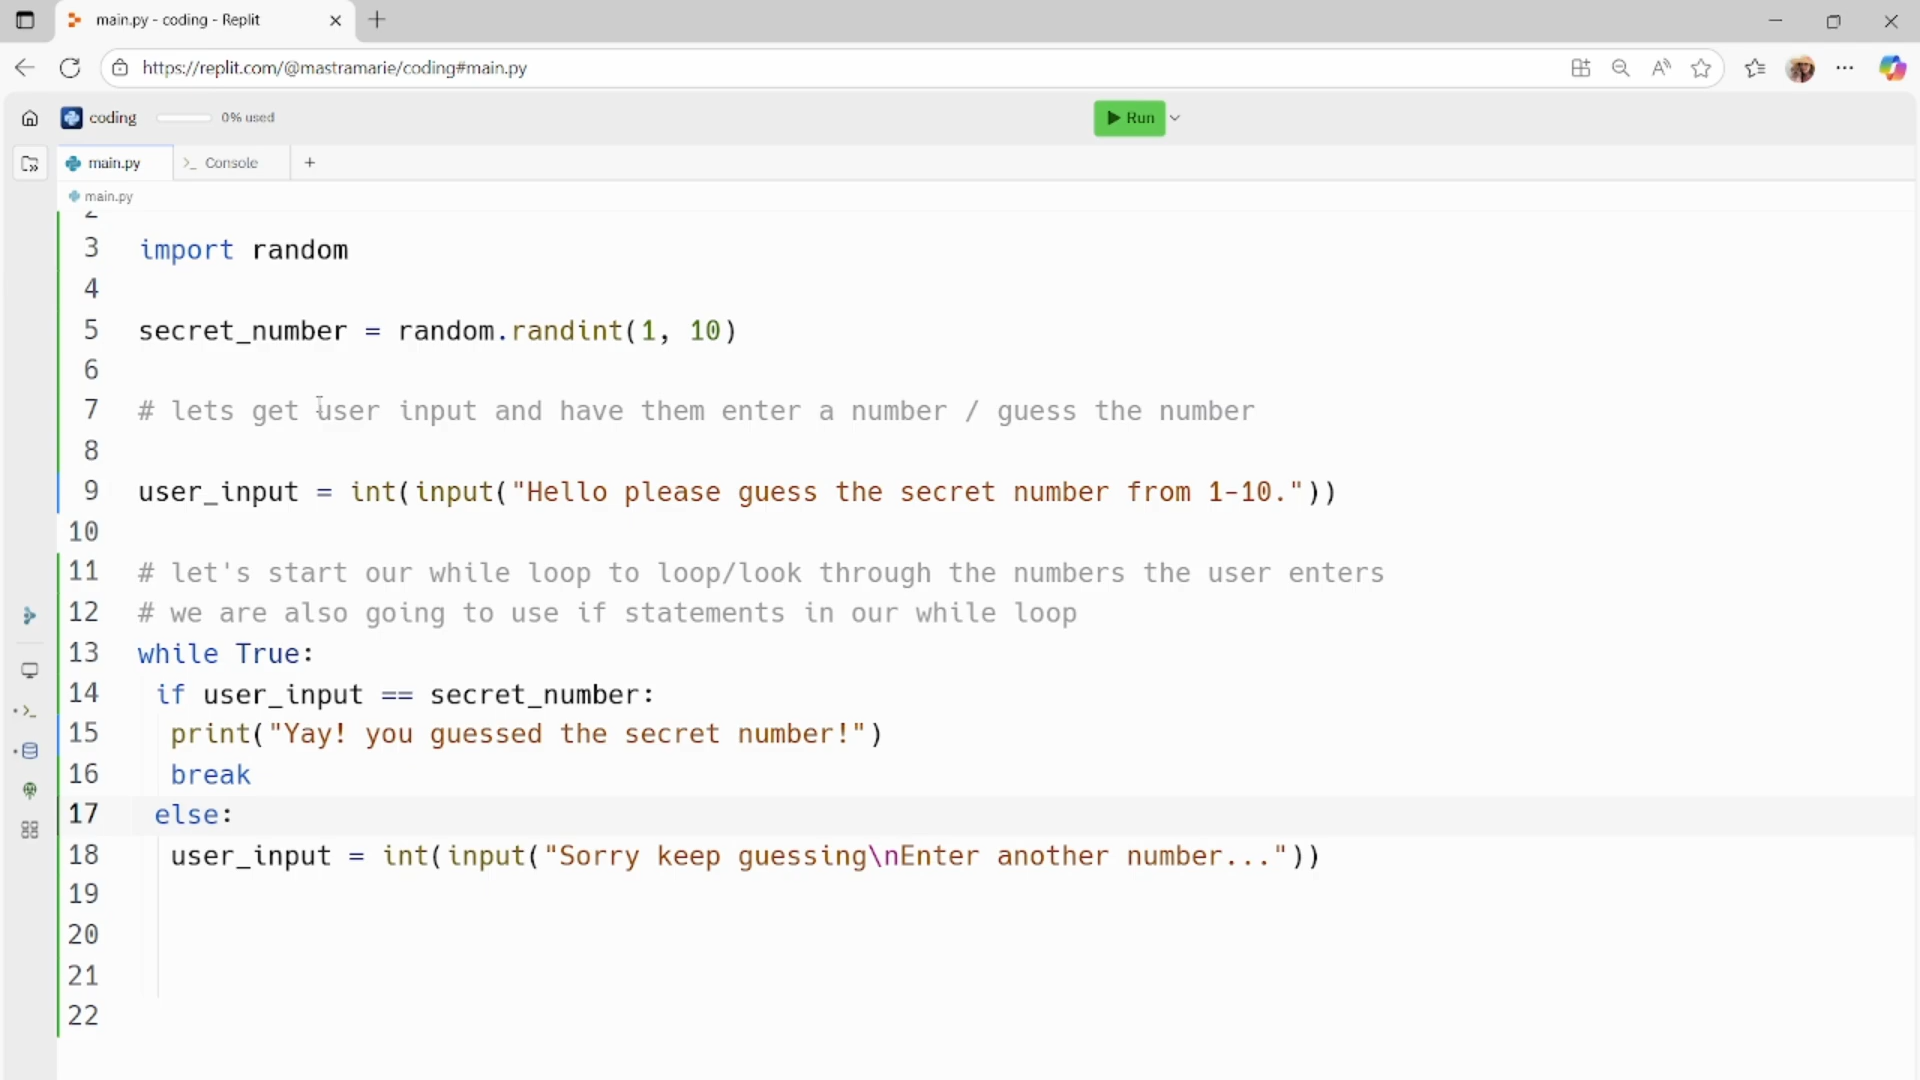 main.py - coding - Replit
https://replit.com/@mastramarie/coding#main.py
coding 0% used
Run
main.py
Console
main.py
2
3 import random
4
5 secret_number = random.randint(1, 10)
6
7 # lets get user input and have them enter a number / guess the number
8
9 user_input = int(input("Hello please guess the secret number from 1-10."))
10
11 # let's start our while loop to loop/look through the numbers the user enters
12 # we are also going to use if statements in our while loop
13 while True:
14 if user_input == secret_number:
15 print("Yay! you guessed the secret number!")
16 break
17 else:
18 user_input = int(input("Sorry keep guessing\nEnter another number..."))
19
20
21
22